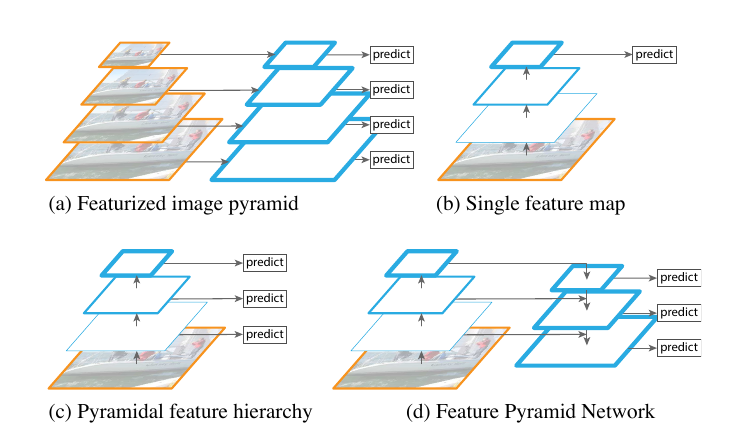 predict
predict
predict
predict
predict
(a) Featurized image pyramid
(b) Single feature map
predict
predict
predict
predict
predict
predict
(c) Pyramidal feature hierarchy
(d) Feature Pyramid Network